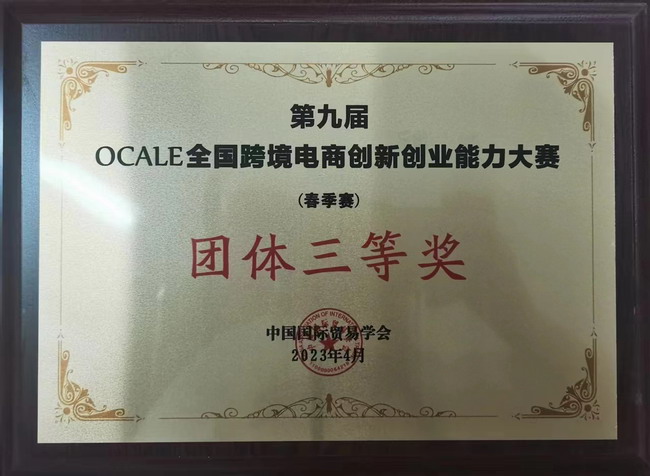 第九届
OCALE全国跨境电商创新创业能力大赛
(春季赛)
团体三等奖
中国国际贸易学会
2023年4月